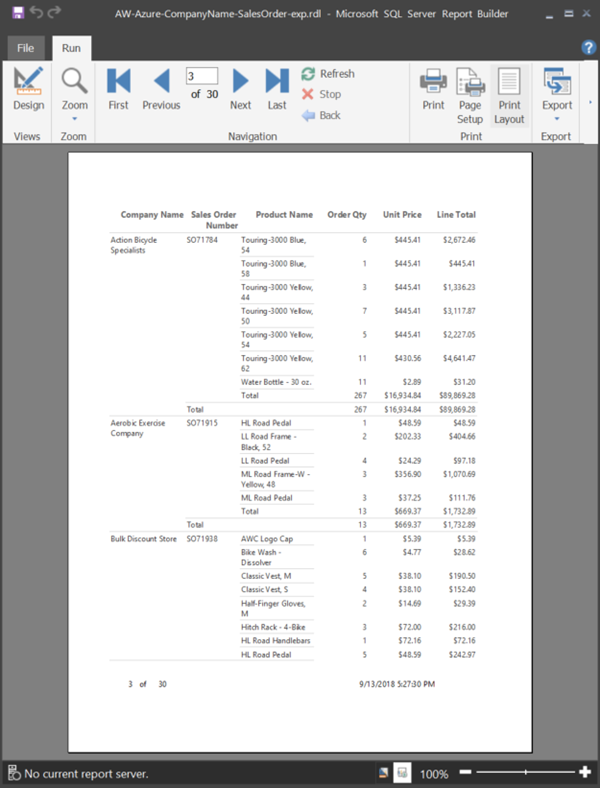 AW-Azure-CompanyName-SalesOrder-exp.rdl - Microsoft SQL Server Report Builder
File Run ?
Design Zoom First Previous 3 of 30 Next Last Refresh Stop Back Print Page Setup Print Layout Export
Views Zoom Navigation Print Export
Company Name Sales Order Number Product Name Order Qty Unit Price Line Total
Action Bicycle SO71784 Touring-3000 Blue, 6 $445.41 $2,672.46
Specialists 54
Touring-3000 Blue, 1 $445.41 $445.41
58
Touring-3000 Yellow, 3 $445.41 $1,336.23
44
Touring-3000 Yellow, 7 $445.41 $3,117.87
50
Touring-3000 Yellow, 5 $445.41 $2,227.05
54
Touring-3000 Yellow, 11 $430.56 $4,641.47
62
Water Bottle - 30 oz. 11 $2.89 $31.20
Total 267 $16,934.84 $89,869.28
Total 267 $16,934.84 $89,869.28
Aerobic Exercise SO71915 HL Road Pedal 1 $48.59 $48.59
Company LL Road Frame - 2 $202.33 $404.66
Black, 52
LL Road Pedal 4 $24.29 $97.18
ML Road Frame-W - 3 $356.90 $1,070.69
Yellow, 48
ML Road Pedal 3 $37.25 $111.76
Total 13 $669.37 $1,732.89
Total 13 $669.37 $1,732.89
Bulk Discount Store SO71938 AWC Logo Cap 1 $5.39 $5.39
Bike Wash - 6 $4.77 $28.62
Dissolver
Classic Vest, M 5 $38.10 $190.50
Classic Vest, S 4 $38.10 $152.40
Half-Finger Gloves, 2 $14.69 $29.39
M
Hitch Rack - 4-Bike 3 $72.00 $216.00
HL Road Handlebars 1 $72.16 $72.16
HL Road Pedal 5 $48.59 $242.97
3 of 30 9/13/2018 5:27:30 PM
No current report server. 100%